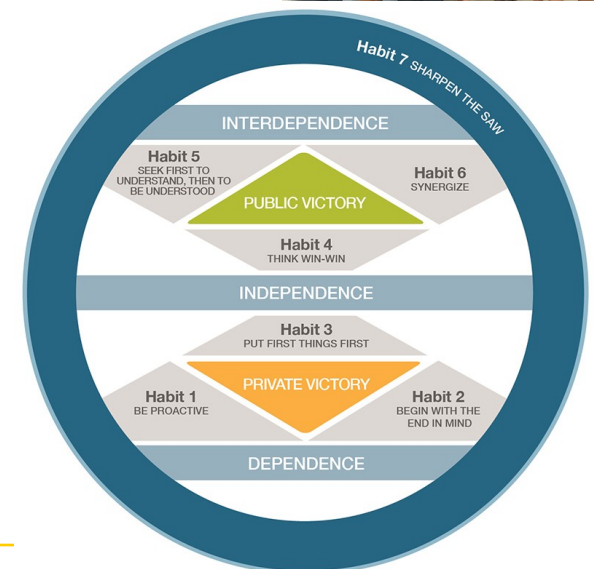 Habit 7 SHARPEN THE SAW
INTERDEPENDENCE
Habit 5
SEEK FIRST TO
UNDERSTAND, THEN TO
BE UNDERSTOOD
Habit 6
SYNERGIZE
PUBLIC VICTORY
Habit 4
THINK WIN-WIN
INDEPENDENCE
Habit 3
PUT FIRST THINGS FIRST
PRIVATE VICTORY
Habit 1
BE PROACTIVE
Habit 2
BEGIN WITH THE
END IN MIND
DEPENDENCE